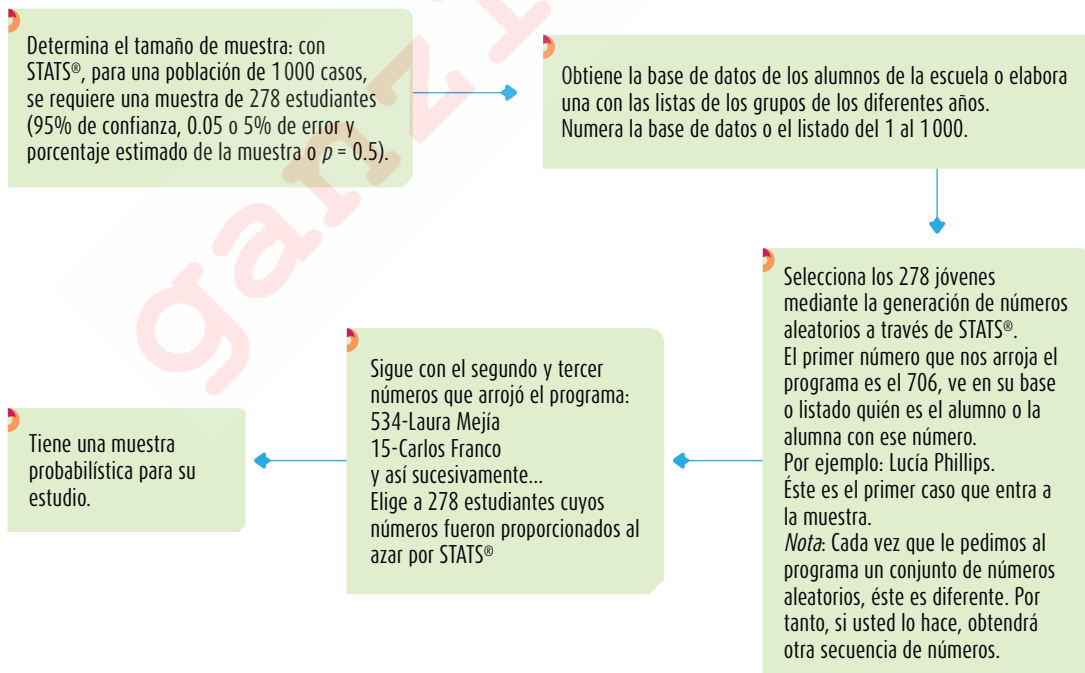 Determina el tamaño de muestra: con
STATS®, para una población de 1 000 casos,
se requiere una muestra de 278 estudiantes
(95% de confianza, 0.05 o 5% de error y
porcentaje estimado de la muestra o p = 0.5).
Obtiene la base de datos de los alumnos de la escuela o elabora
una con las listas de los grupos de los diferentes años.
Numera la base de datos o el listado del 1 al 1 000.
Selecciona los 278 jóvenes
mediante la generación de números
aleatorios a través de STATS®.
El primer número que nos arroja el
programa es el 706, ve en su base
o listado quién es el alumno o la
alumna con ese número.
Por ejemplo: Lucía Phillips.
Éste es el primer caso que entra a
la muestra.
Nota: Cada vez que le pedimos al
programa un conjunto de números
aleatorios, éste es diferente. Por
tanto, si usted lo hace, obtendrá
otra secuencia de números.
Sigue con el segundo y tercer
números que arrojó el programa:
534-Laura Mejía
15-Carlos Franco
y así sucesivamente...
Elige a 278 estudiantes cuyos
números fueron proporcionados al
azar por STATS®
Tiene una muestra
probabilística para su
estudio.
ganz1